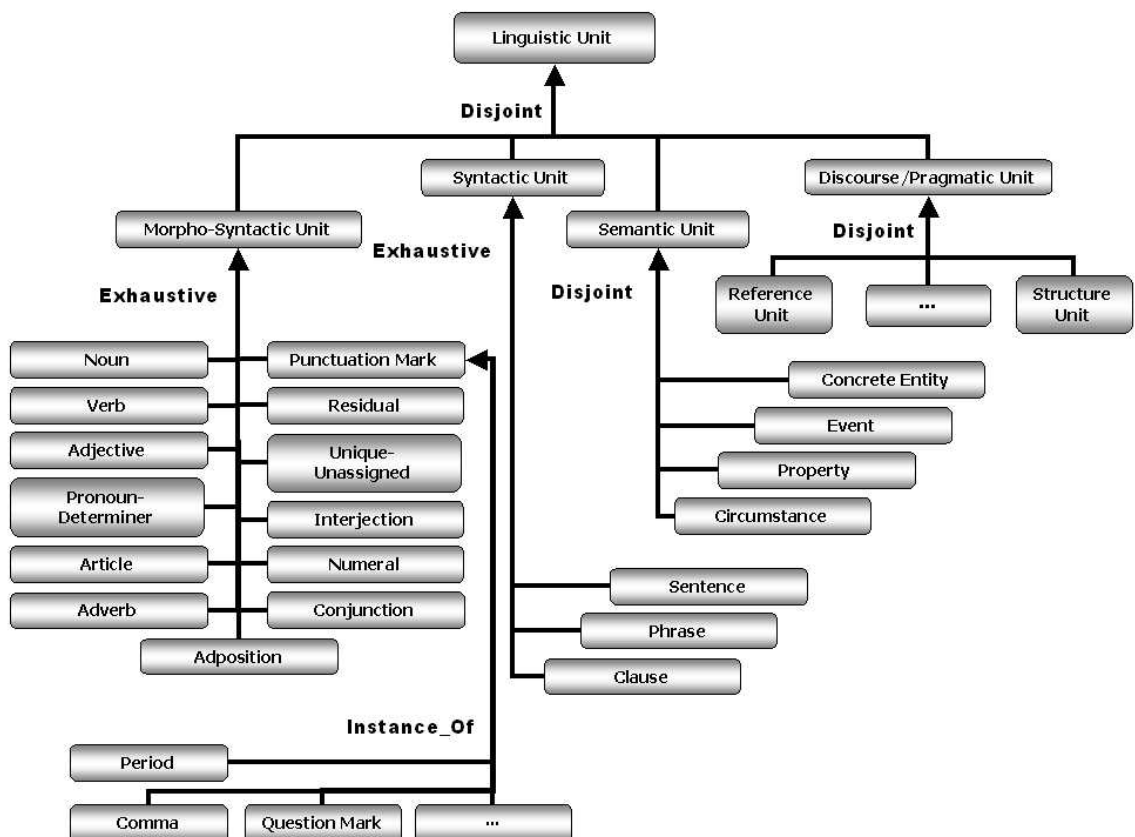 Linguistic Unit
Disjoint
Syntactic Unit
Discourse/Pragmatic Unit
Morpho-Syntactic Unit
Semantic Unit
Exhaustive
Disjoint
Exhaustive
Disjoint
Reference
Unit
...
Structure
Unit
Noun
Punctuation Mark
Concrete Entity
Verb
Residual
Event
Adjective
Unique-
Unassigned
Property
Pronoun-
Determiner
Interjection
Circumstance
Article
Numeral
Sentence
Adverb
Conjunction
Phrase
Adposition
Clause
Instance_Of
Period
Comma
Question Mark
...